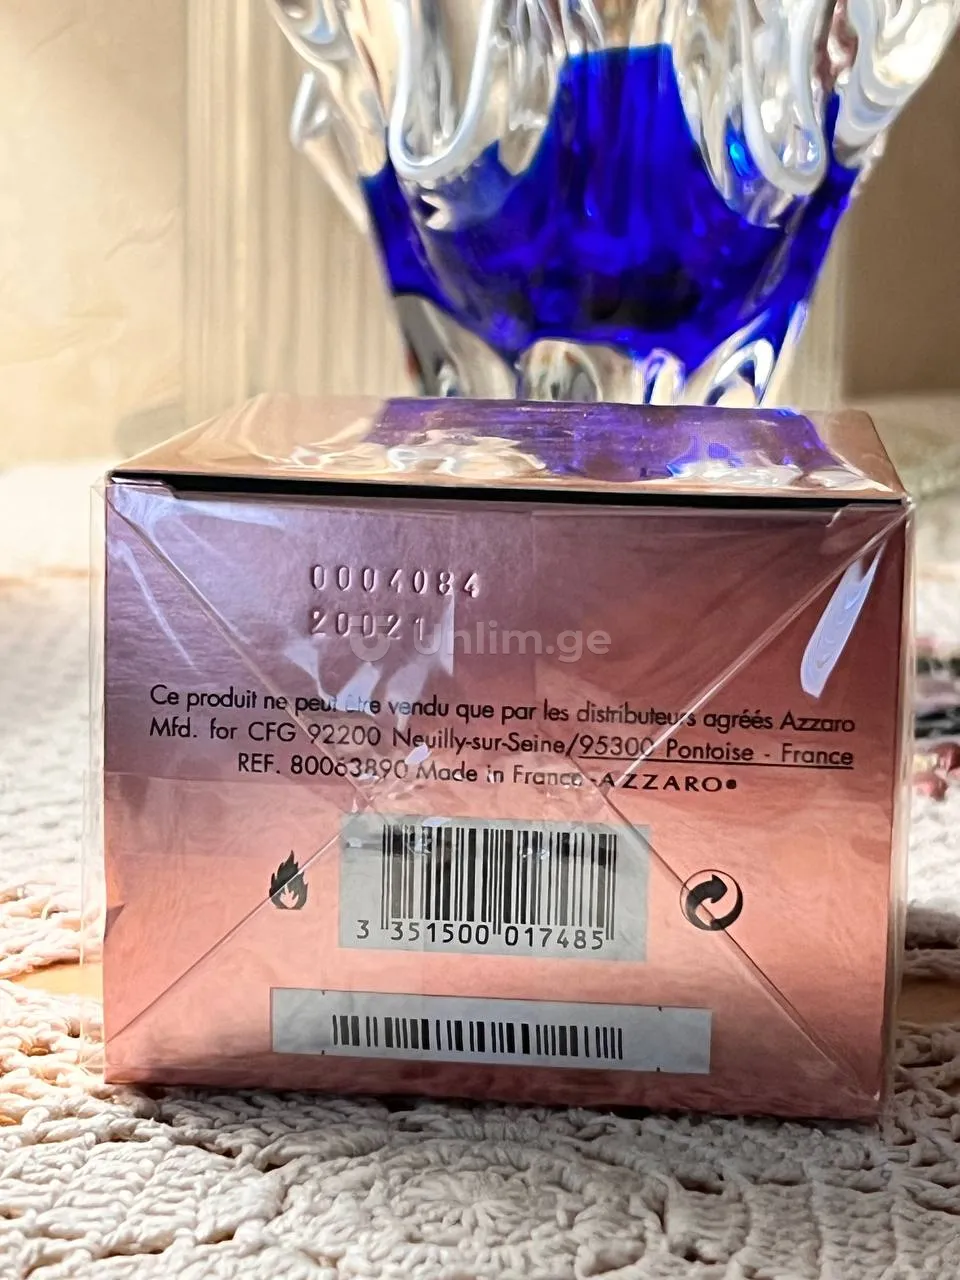 0004084
20021
Unlim.ge
Ce produit ne peut être vendu que par les distributeurs agréés Azzaro
Mfd. for CFG 92200 Neuilly-sur-Seine/95300 Pontoise - France
REF. 80063890 Made in France - AZZARO
3 351500 017485